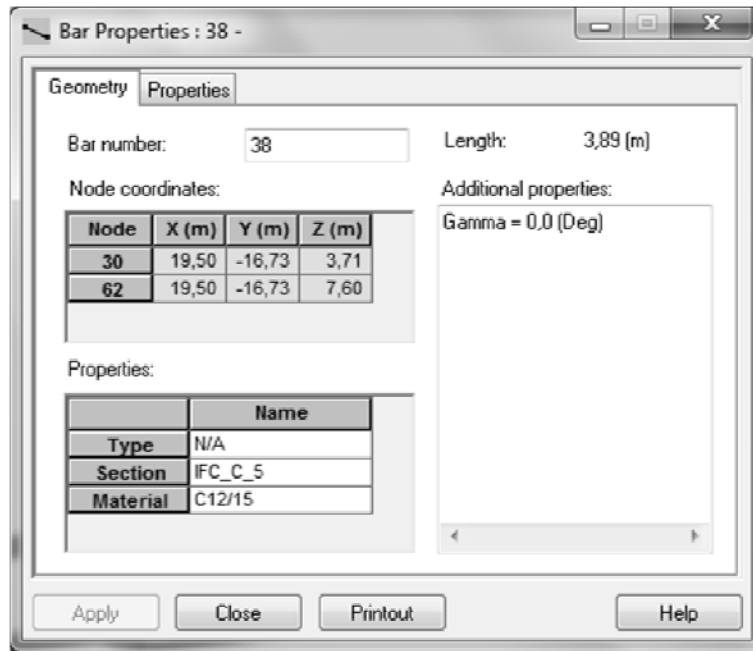 Bar Properties : 38 -
Geometry Properties
Bar number: 38 Length: 3,89 (m)
Node coordinates: Additional properties:
Node X (m) Y (m) Z (m)
30 19,50 -16,73 3,71
62 19,50 -16,73 7,60
Gamma = 0,0 (Deg)
Properties:
Name
Type N/A
Section IFC_C_5
Material C12/15
Apply Close Printout Help